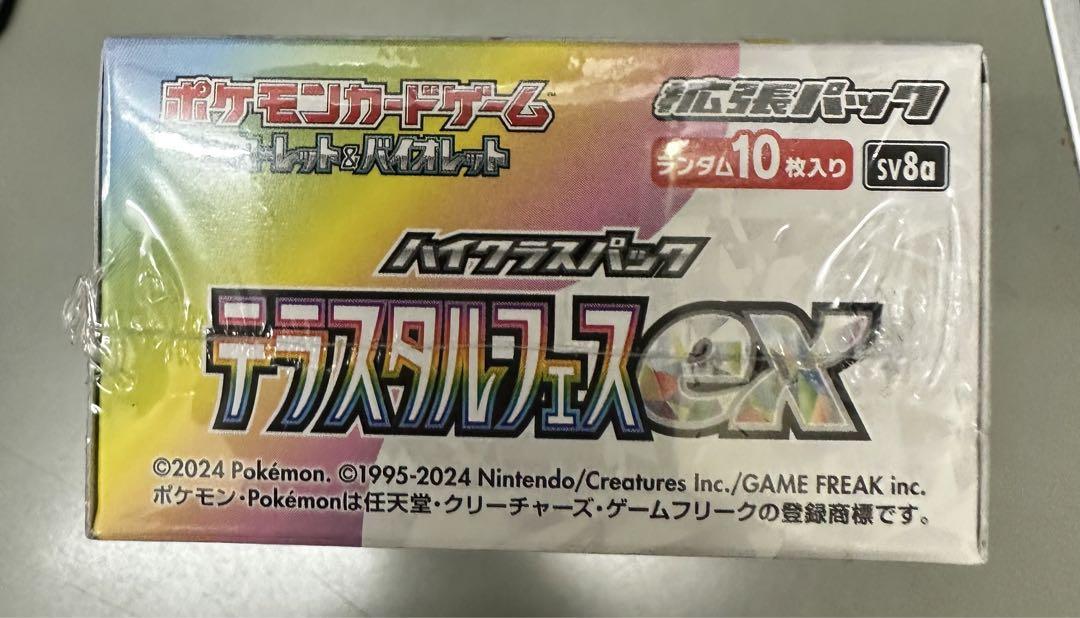 ポケモンカードゲーム
拡張パック
カーレット&バイオレット
ランダム10枚入り
sv8a
ハイクラスパック
テラスタルフェスex
©2024 Pokémon. ©1995-2024 Nintendo/Creatures Inc./GAME FREAK inc.
ポケモン・Pokémonは任天堂・クリーチャーズ・ゲームフリークの登録商標です。